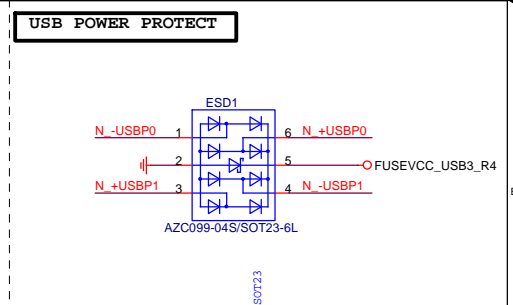 USB POWER PROTECT
ESD1
N_-USBP0 1 6 N_+USBP0
2 5 FUSEVCC_USB3_R4
N_+USBP1 3 4 N_-USBP1
AZC099-04S/SOT23-6L
SOT23